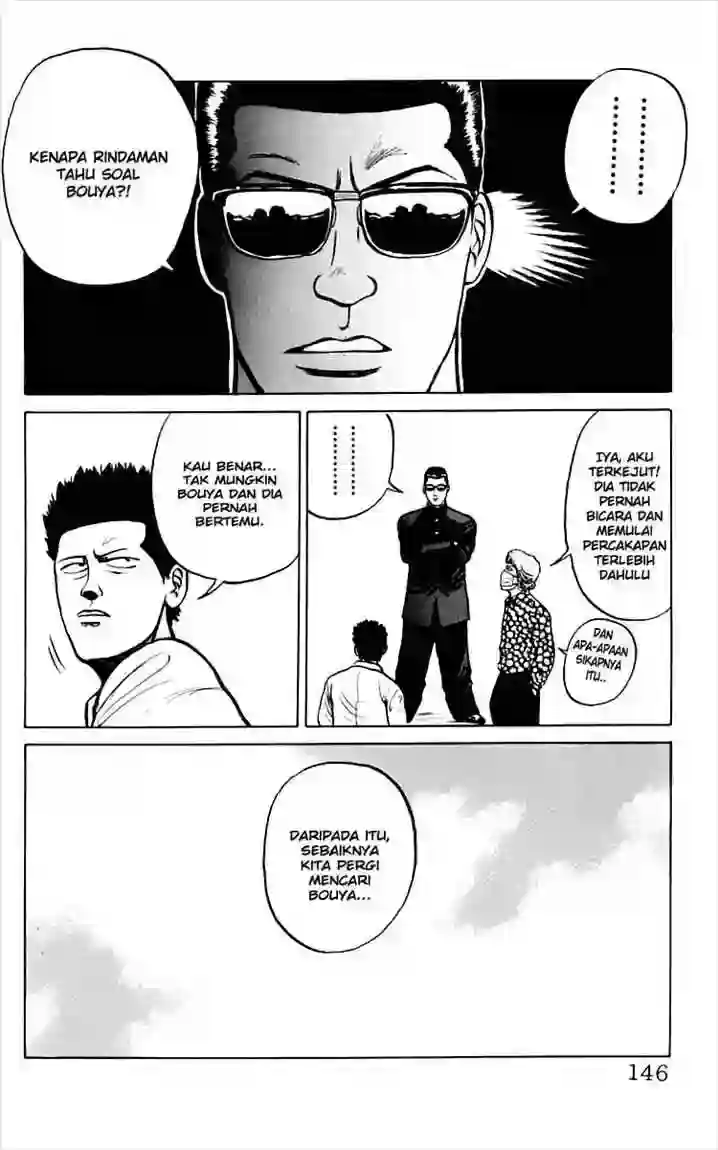 KENAPA RINDAMAN
TAHU SOAL
BOUYA?!
KAU BENAR...
TAK MUNGKIN
BOUYA DAN DIA
PERNAH
BERTEMU.
IYA, AKU
TERKEJUT!
DIA TIDAK
PERNAH
BICARA DAN
MEMULAI
PERCAKAPAN
TERLEBIH
DAHULU
DAN
APA-APAAN
SIKAPNYA
ITU..
DARIPADA ITU,
SEBAIKNYA
KITA PERGI
MENCARI
BOUYA...
146